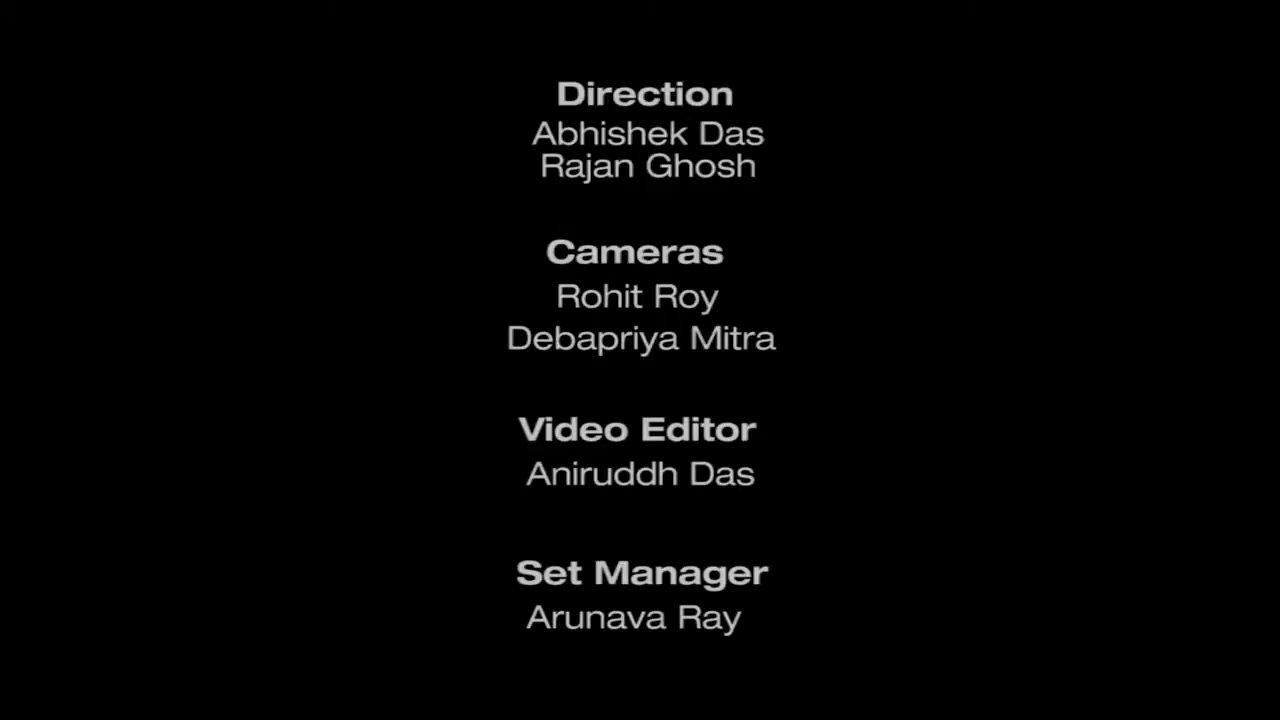 Direction
Abhishek Das
Rajan Ghosh
Cameras
Rohit Roy
Debapriya Mitra
Video Editor
Aniruddh Das
Set Manager
Arunava Ray